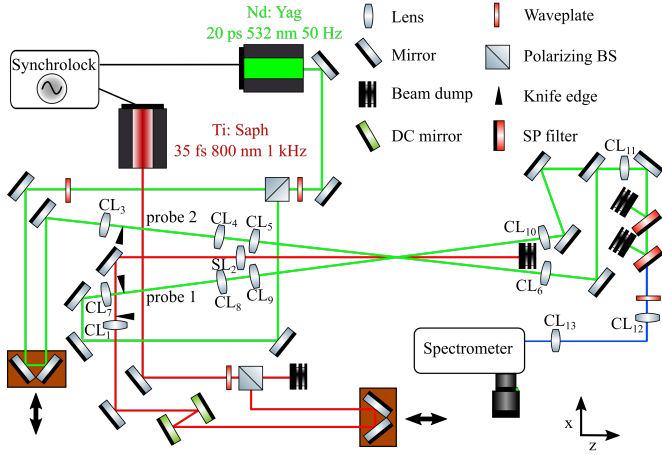 Nd: Yag
20 ps 532 nm 50 Hz
Synchrolock
Ti: Saph
35 fs 800 nm 1 kHz
Lens
Waveplate
Mirror
Polarizing BS
Beam dump
Knife edge
DC mirror
SP filter
CL11
CL3
probe 2
CL4
CL5
CL10
SL2
CL7
probe 1
CL8
CL9
CL6
CL1
CL12
CL13
Spectrometer
x
z